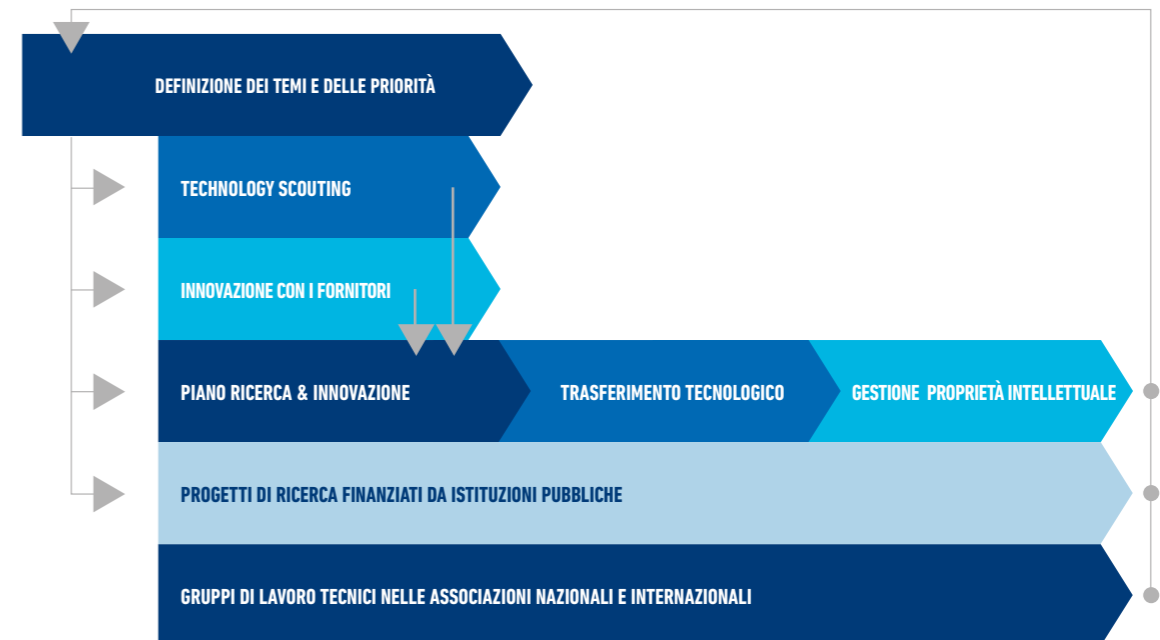 DEFINIZIONE DEI TEMI E DELLE PRIORITÀ
TECHNOLOGY SCOUTING
INNOVAZIONE CON I FORNITORI
PIANO RICERCA & INNOVAZIONE
TRASFERIMENTO TECNOLOGICO
GESTIONE PROPRIETÀ INTELLETTUALE
PROGETTI DI RICERCA FINANZIATI DA ISTITUZIONI PUBBLICHE
GRUPPI DI LAVORO TECNICI NELLE ASSOCIAZIONI NAZIONALI E INTERNAZIONALI